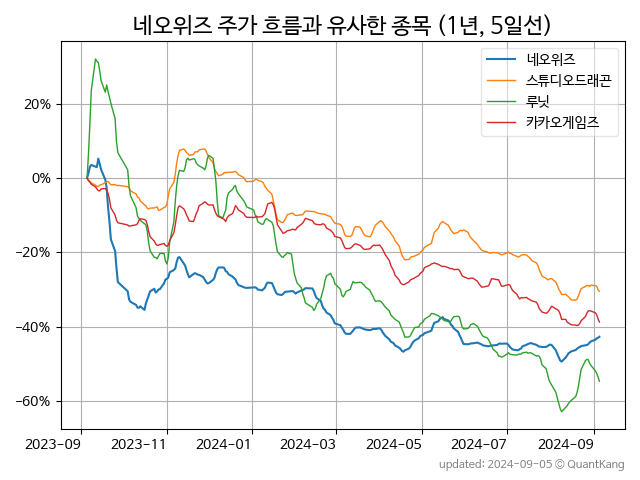 네오위즈 주가 흐름과 유사한 종목 (1년, 5일선)
네오위즈
스튜디오드래곤
루닛
카카오게임즈
20%
0%
−20%
−40%
−60%
2023-09 2023-11 2024-01 2024-03 2024-05 2024-07 2024-09
updated: 2024-09-05 © QuantKang